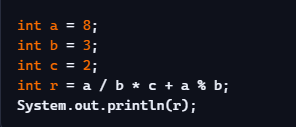 int a = 8;
int b = 3;
int c = 2;
int r = a / b * c + a % b;
System.out.println(r);